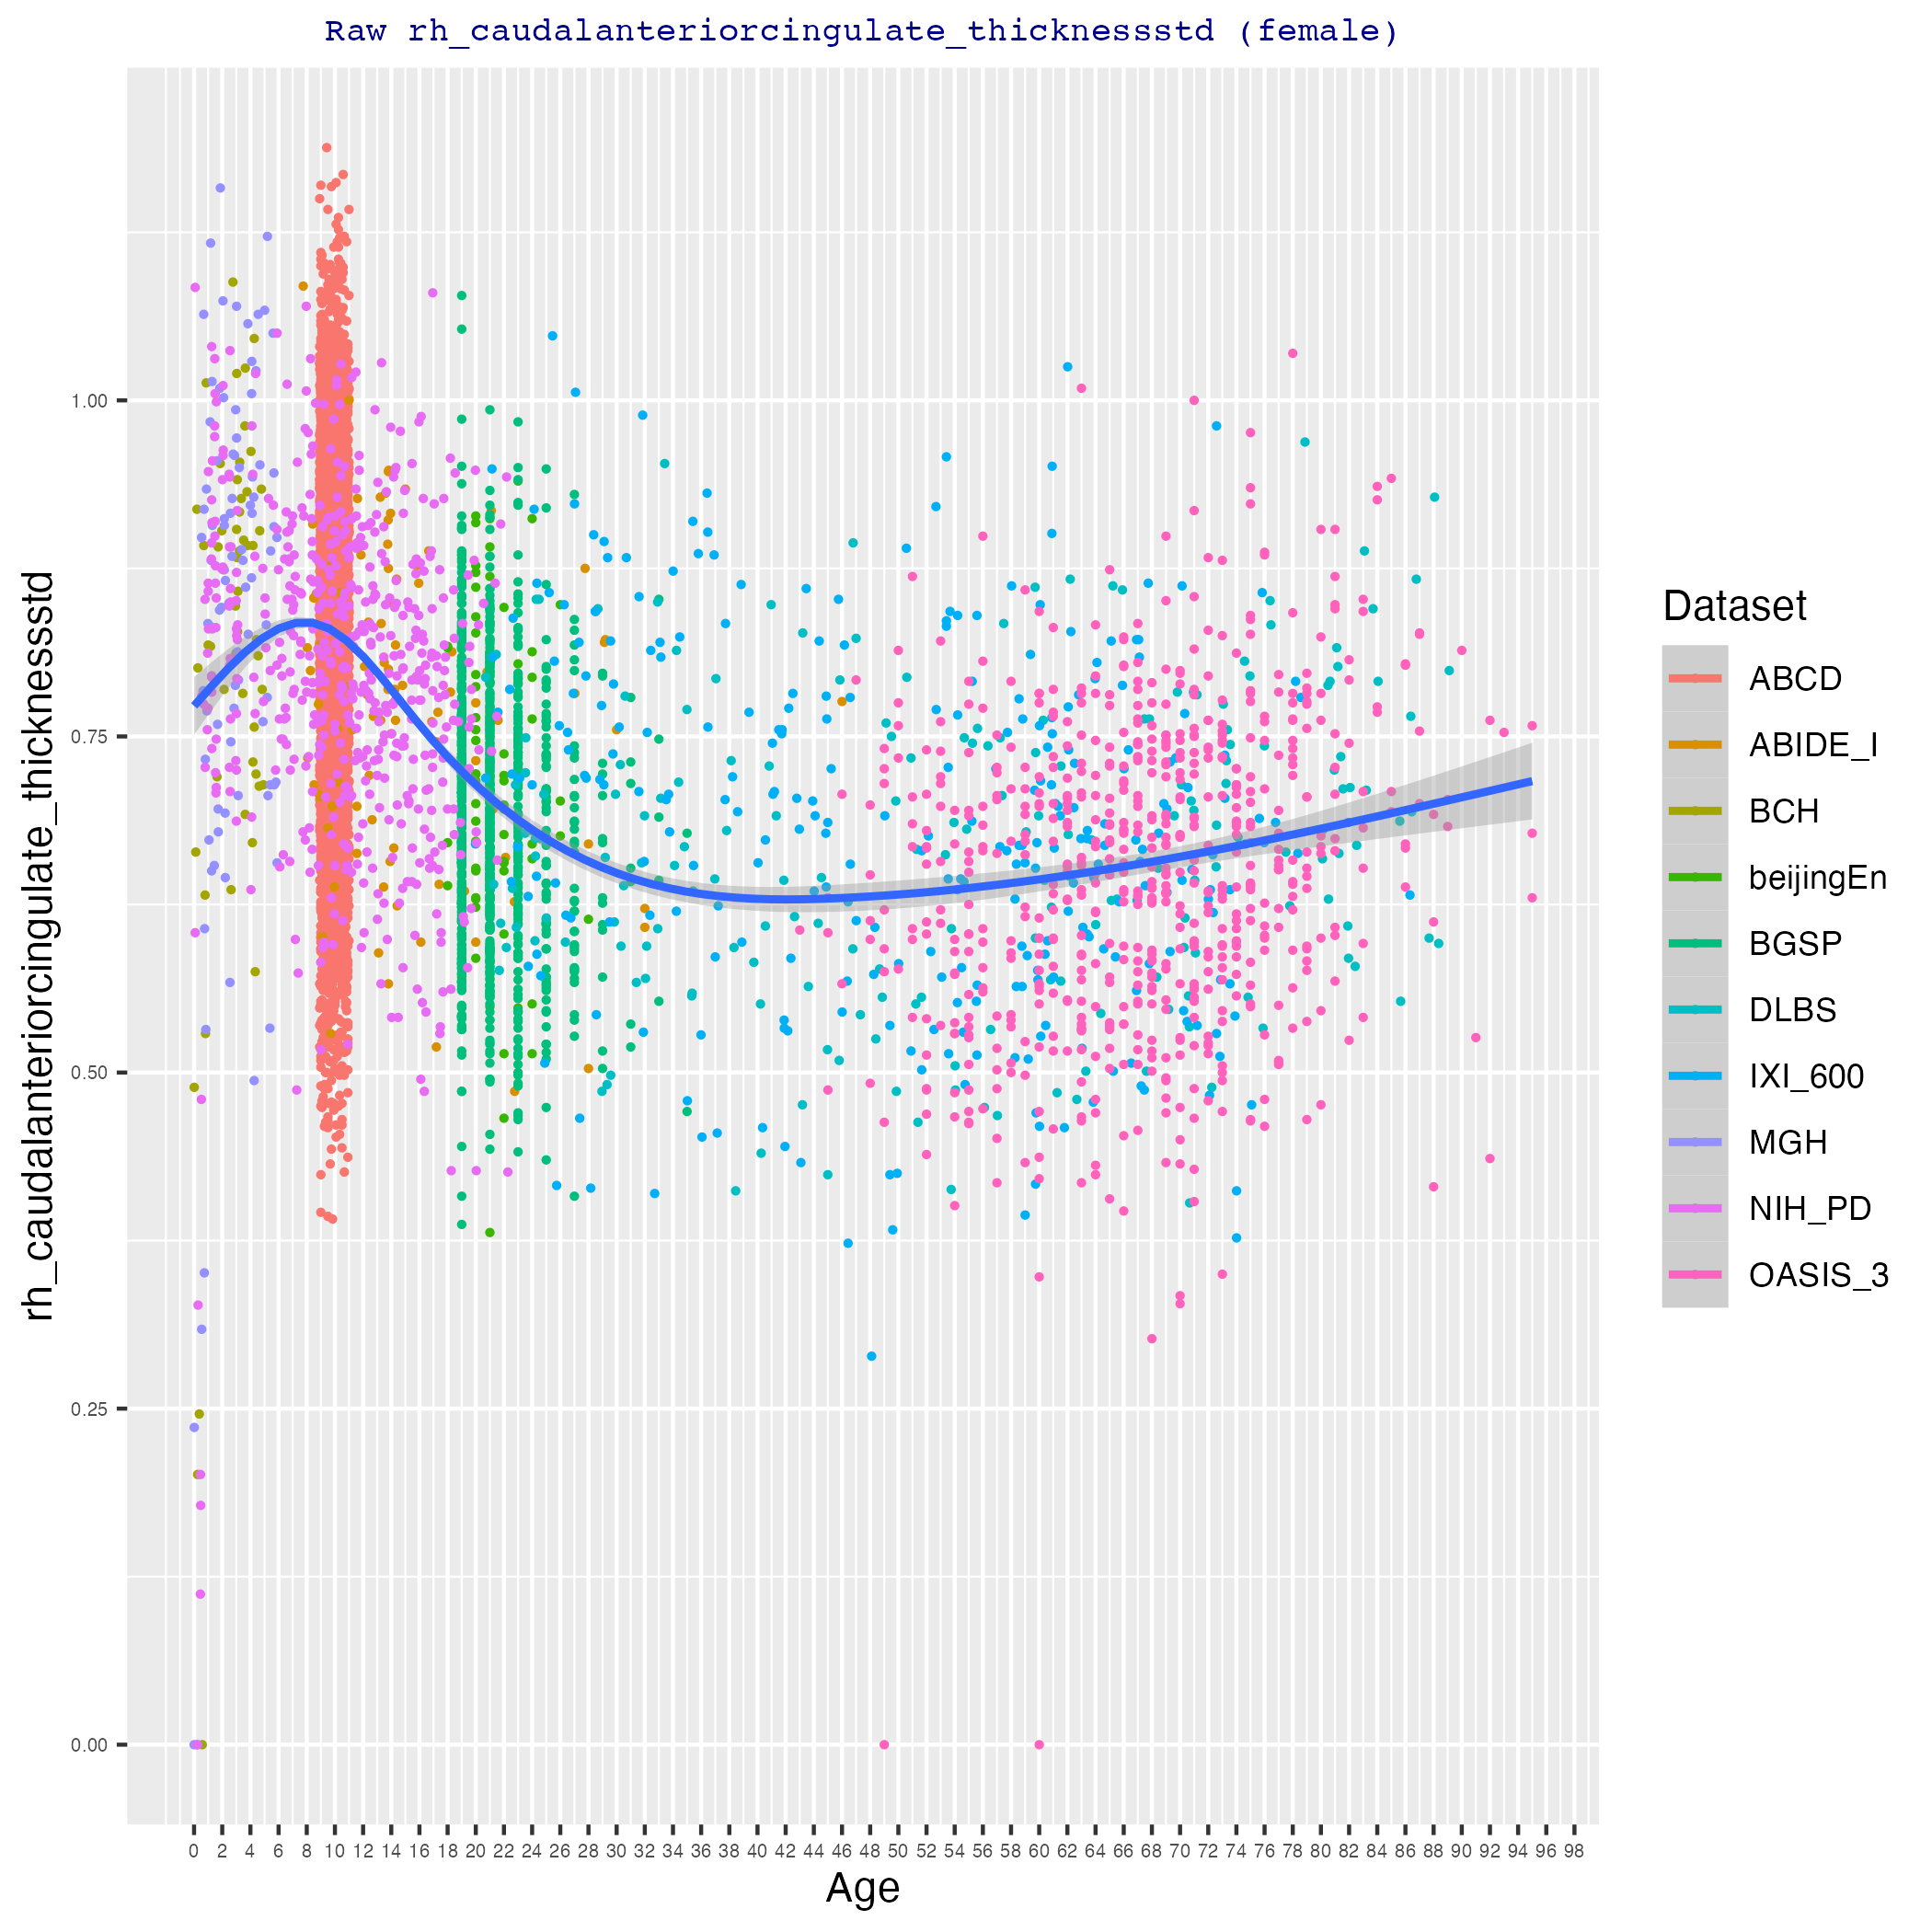 Raw rh_caudalanteriorcingulate_thicknessstd (female)
rh_caudalanteriorcingulate_thicknessstd
1.00
0.75
0.50
0.25
0.00
0 2 4 6 8 10 12 14 16 18 20 22 24 26 28 30 32 34 36 38 40 42 44 46 48 50 52 54 56 58 60 62 64 66 68 70 72 74 76 78 80 82 84 86 88 90 92 94 96 98
Age
Dataset
ABCD
ABIDE_I
BCH
beijingEn
BGSP
DLBS
IXI_600
MGH
NIH_PD
OASIS_3